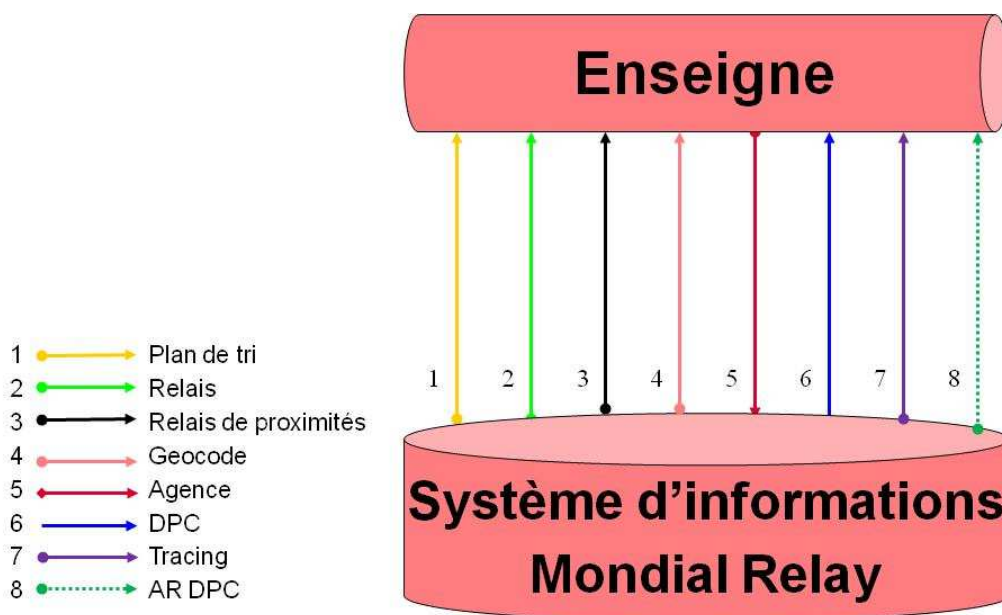 Enseigne
1 2 3 4 5 6 7 8
1 Plan de tri
2 Relais
3 Relais de proximités
4 Geocode
5 Agence
6 DPC
7 Tracing
8 AR DPC
Système d'informations
Mondial Relay